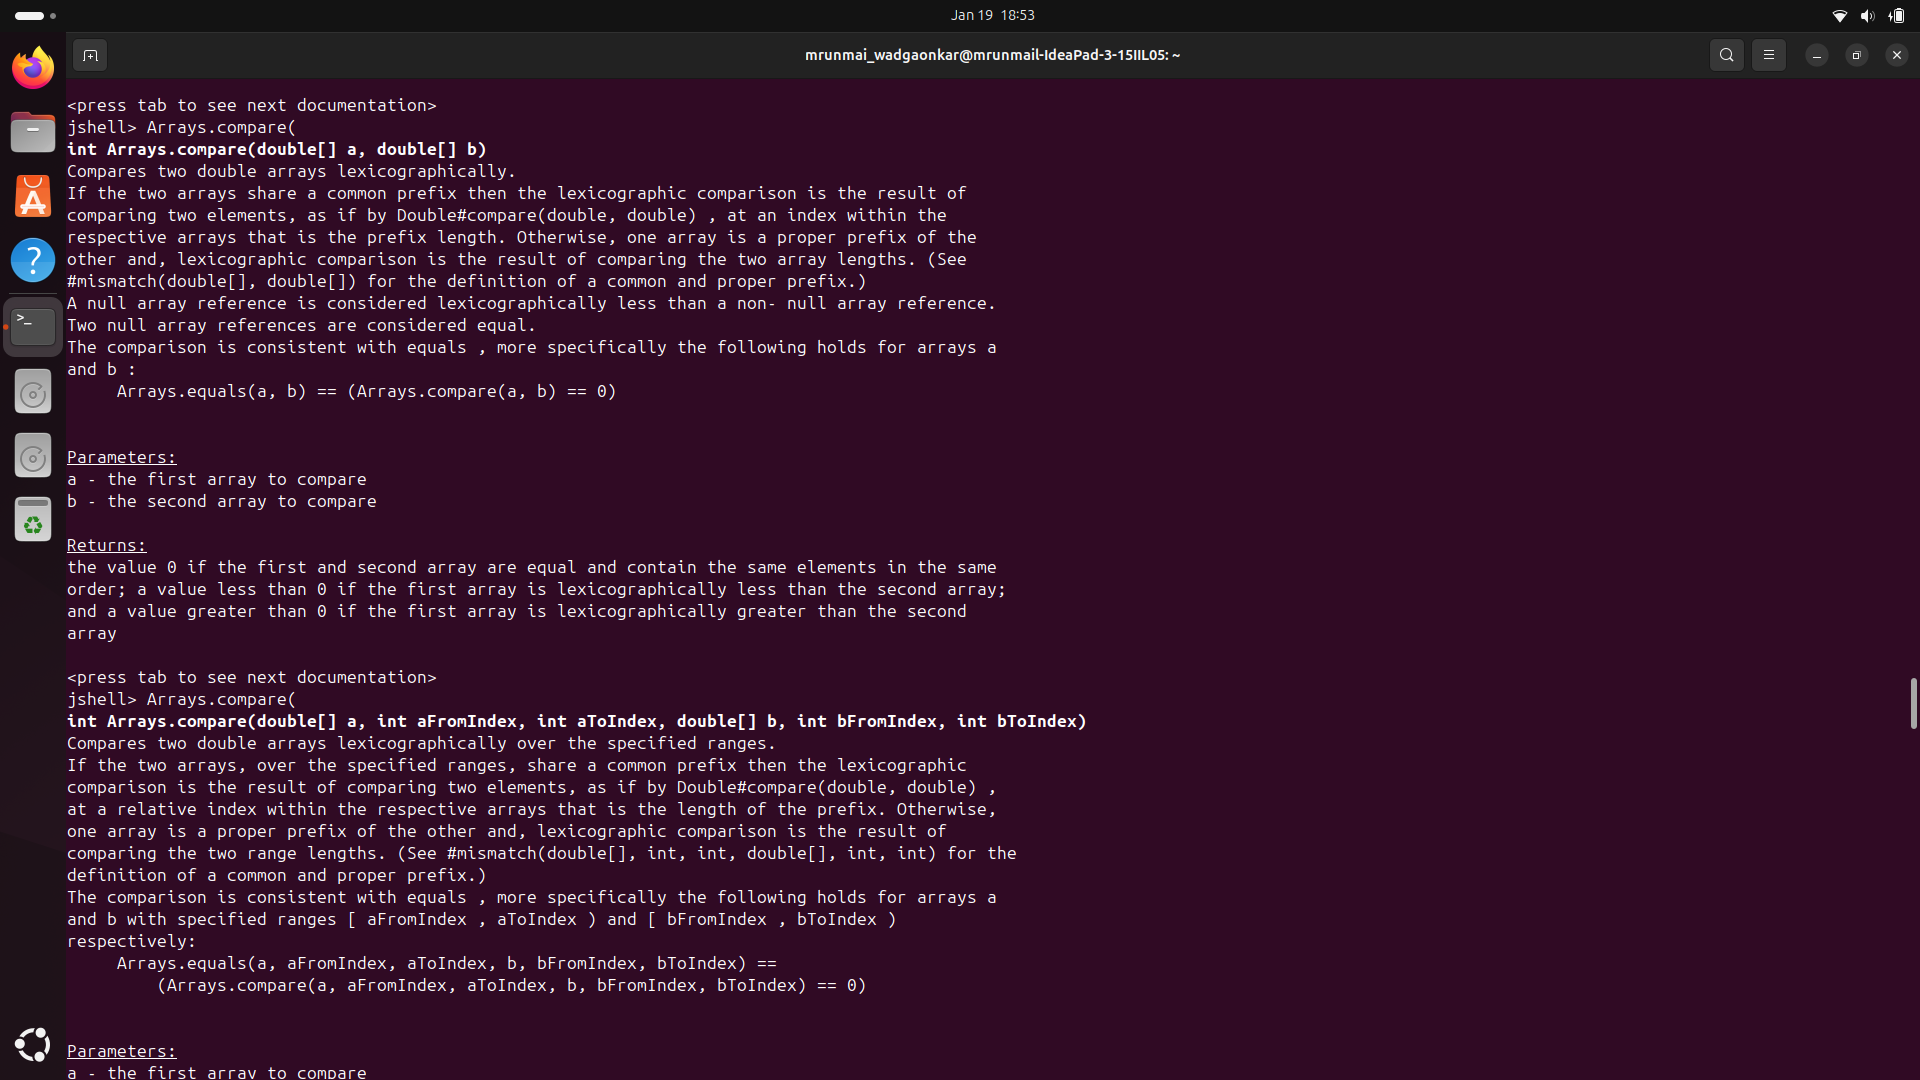 Jan 19  18:53
mrunmai_wadgaonkar@mrunmail-IdeaPad-3-15IIL05: ~
<press tab to see next documentation>
jshell> Arrays.compare(
int Arrays.compare(double[] a, double[] b)
Compares two double arrays lexicographically.
If the two arrays share a common prefix then the lexicographic comparison is the result of
comparing two elements, as if by Double#compare(double, double) , at an index within the
respective arrays that is the prefix length. Otherwise, one array is a proper prefix of the
other and, lexicographic comparison is the result of comparing the two array lengths. (See
#mismatch(double[], double[]) for the definition of a common and proper prefix.)
A null array reference is considered lexicographically less than a non- null array reference.
Two null array references are considered equal.
The comparison is consistent with equals , more specifically the following holds for arrays a
and b :
     Arrays.equals(a, b) == (Arrays.compare(a, b) == 0)
Parameters:
a - the first array to compare
b - the second array to compare
Returns:
the value 0 if the first and second array are equal and contain the same elements in the same
order; a value less than 0 if the first array is lexicographically less than the second array;
and a value greater than 0 if the first array is lexicographically greater than the second
array
<press tab to see next documentation>
jshell> Arrays.compare(
int Arrays.compare(double[] a, int aFromIndex, int aToIndex, double[] b, int bFromIndex, int bToIndex)
Compares two double arrays lexicographically over the specified ranges.
If the two arrays, over the specified ranges, share a common prefix then the lexicographic
comparison is the result of comparing two elements, as if by Double#compare(double, double) ,
at a relative index within the respective arrays that is the length of the prefix. Otherwise,
one array is a proper prefix of the other and, lexicographic comparison is the result of
comparing the two range lengths. (See #mismatch(double[], int, int, double[], int, int) for the
definition of a common and proper prefix.)
The comparison is consistent with equals , more specifically the following holds for arrays a
and b with specified ranges [ aFromIndex , aToIndex ) and [ bFromIndex , bToIndex )
respectively:
     Arrays.equals(a, aFromIndex, aToIndex, b, bFromIndex, bToIndex) ==
         (Arrays.compare(a, aFromIndex, aToIndex, b, bFromIndex, bToIndex) == 0)
Parameters:
a - the first array to compare